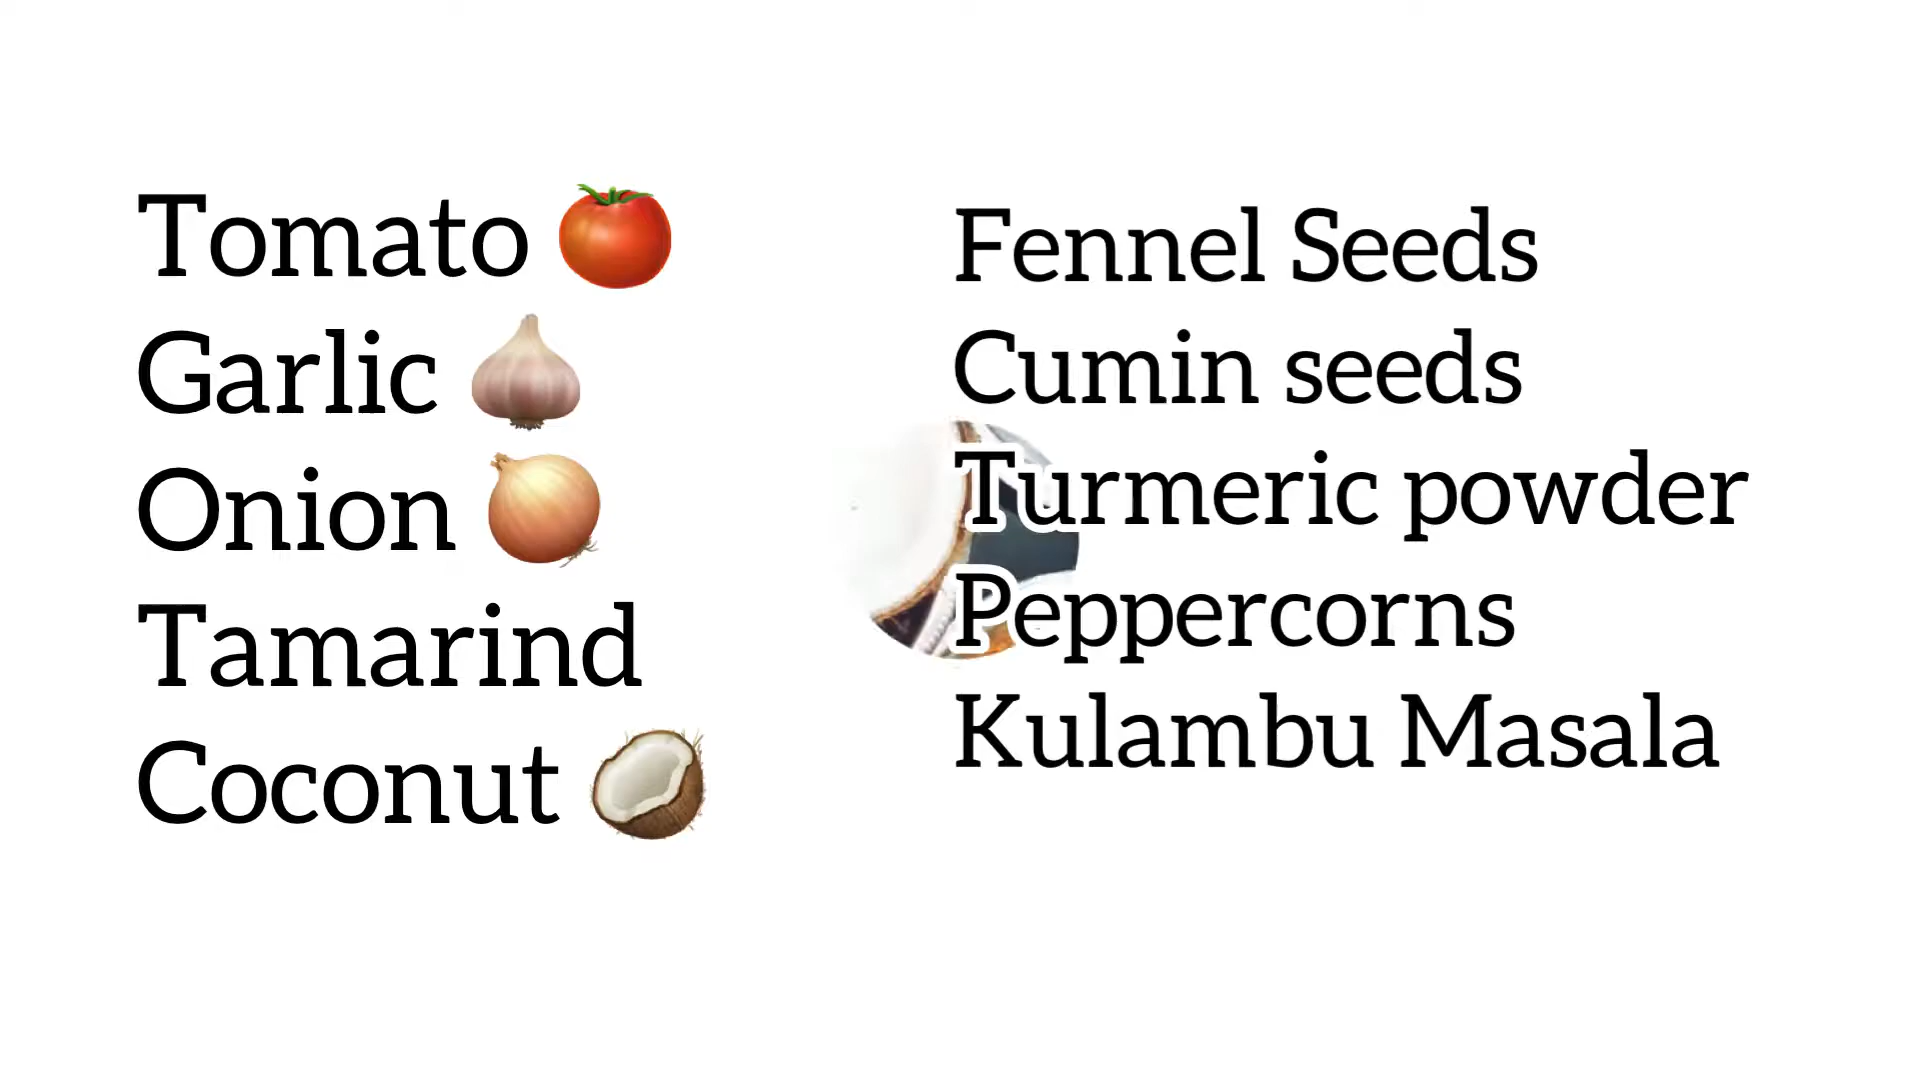 Tomato 🍅
Garlic 🧄
Onion 🧅
Tamarind
Coconut 🥥
Fennel Seeds
Cumin seeds
Turmeric powder
Peppercorns
Kulambu Masala